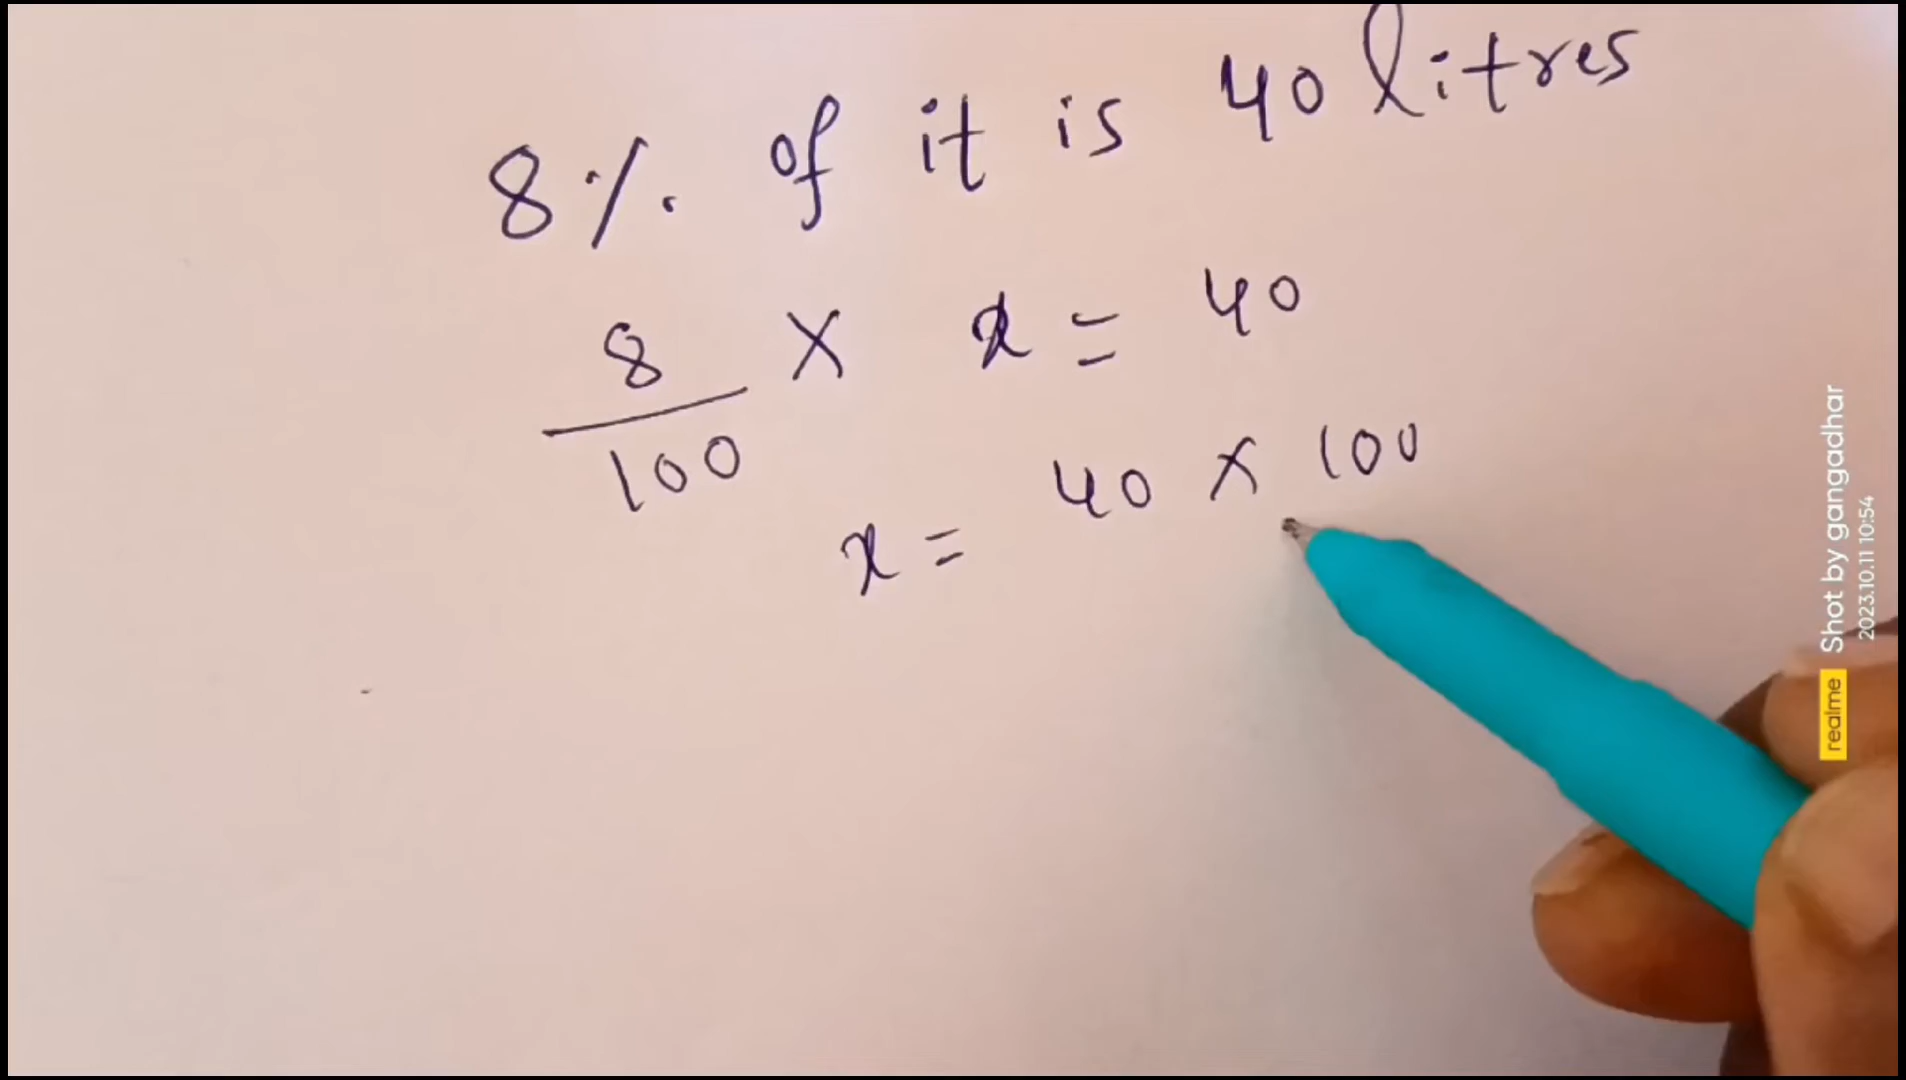 8% of it is 40 litres
8/100 × x = 40
x = 40 × 100
realme Shot by gangadhar
2023.10.11 10:54